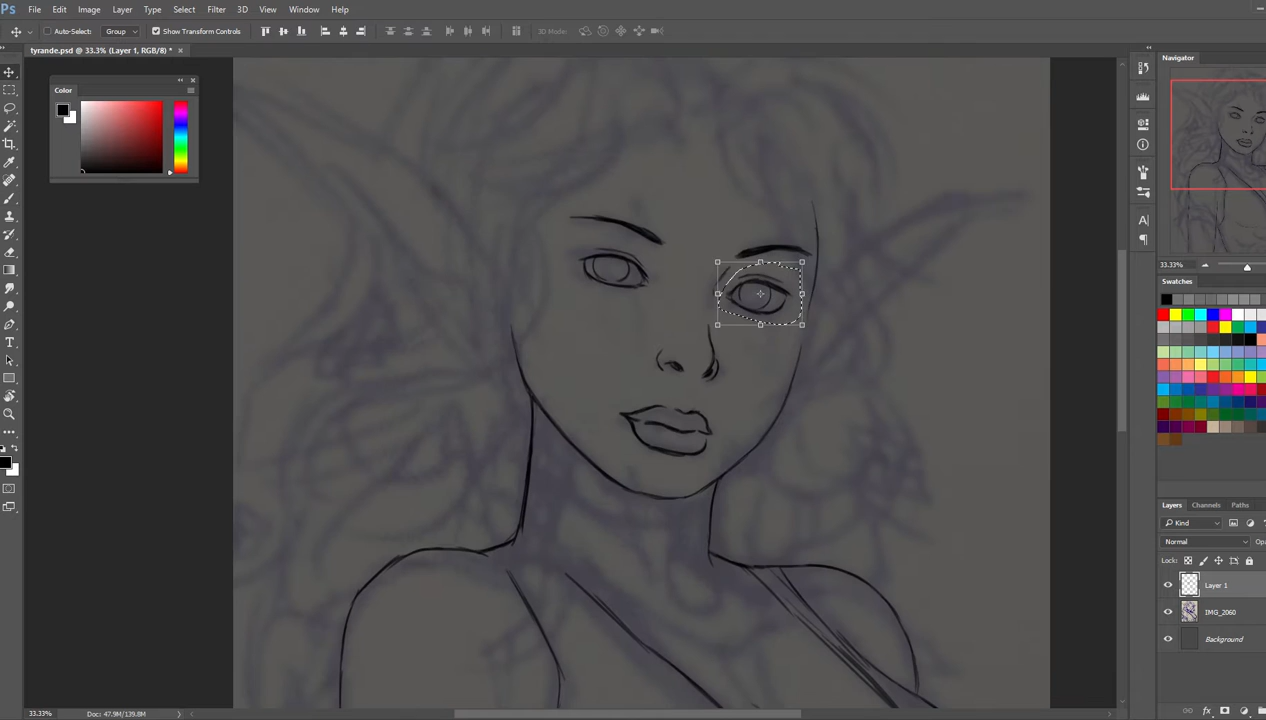 Ps File Edit Image Layer Type Select Filter 3D View Window Help
Auto-Select: Group Show Transform Controls 3D Mode:
tyrande.psd @ 33.3% (Layer 1, RGB/8) * ×
Color
Navigator
33.33%
Swatches
Layers Channels Paths
Kind
Normal Opa
Lock:
Layer 1
IMG_2060
Background
fx
33.33% Doc: 47.9M/139.8M